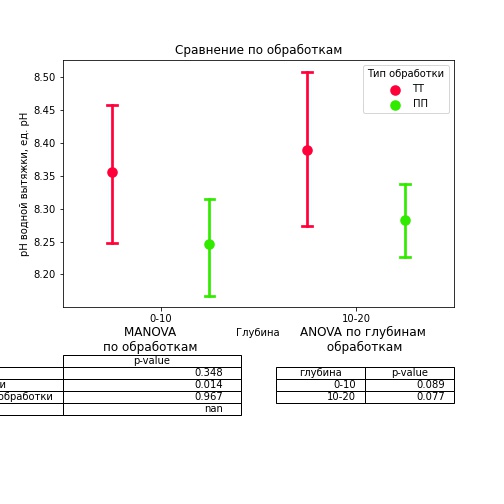 Сравнение по обработкам
Тип обработки
ТТ
ПП
8.50
8.45
8.40
8.35
8.30
8.25
8.20
pH водной вытяжки, ед. pH
0-10
10-20
Глубина
MANOVA
по обработкам
p-value
0.348
и 0.014
обработки 0.967
nan
ANOVA по глубинам
обработкам
глубина p-value
0-10 0.089
10-20 0.077